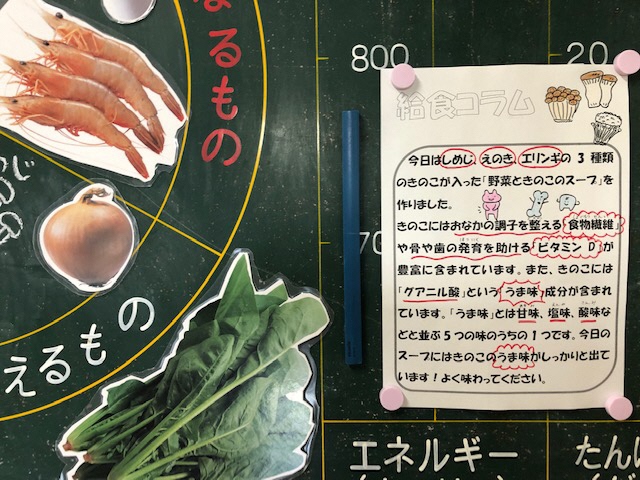 なるもの
しめじ
えるもの
800
20
70
給食コラム
今日はしめじ、えのき、エリンギの3種類
のきのこが入った「野菜ときのこのスープ」を
作りました。
きのこにはおなかの調子を整える食物繊維
や骨や歯の発育を助けるビタミンDが
豊富に含まれています。また、きのこには
「グアニル酸」という「うま味」成分が含まれ
ています。「うま味」とは甘味、塩味、酸味な
どと並ぶ5つの味のうちの1つです。今日の
スープにはきのこのうま味がしっかりと出て
います！よく味わってください。
エネルギー
たん